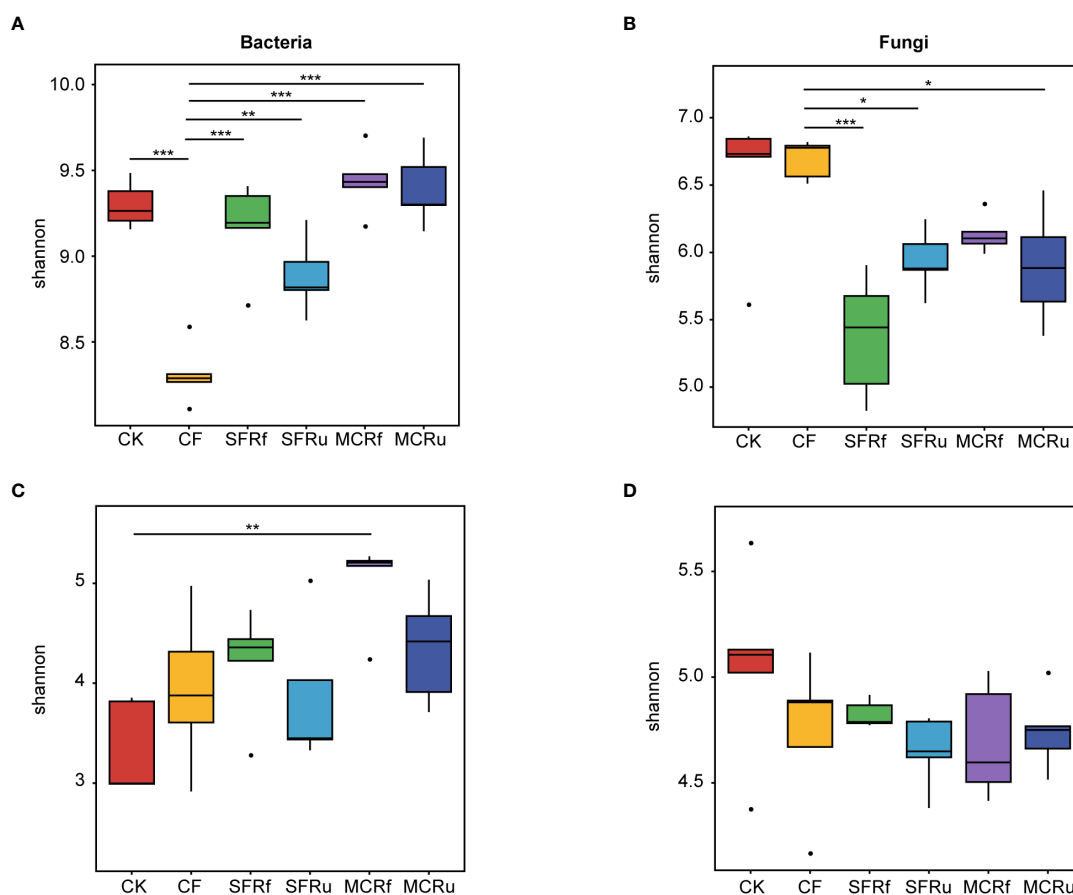 A
Bacteria
shannon
10.0
9.5
9.0
8.5
***
***
**
***
***
CK CF SFRf SFRu MCRf MCRu
B
Fungi
shannon
7.0
6.5
6.0
5.5
5.0
*
*
***
CK CF SFRf SFRu MCRf MCRu
C
shannon
5
4
3
**
CK CF SFRf SFRu MCRf MCRu
D
shannon
5.5
5.0
4.5
CK CF SFRf SFRu MCRf MCRu